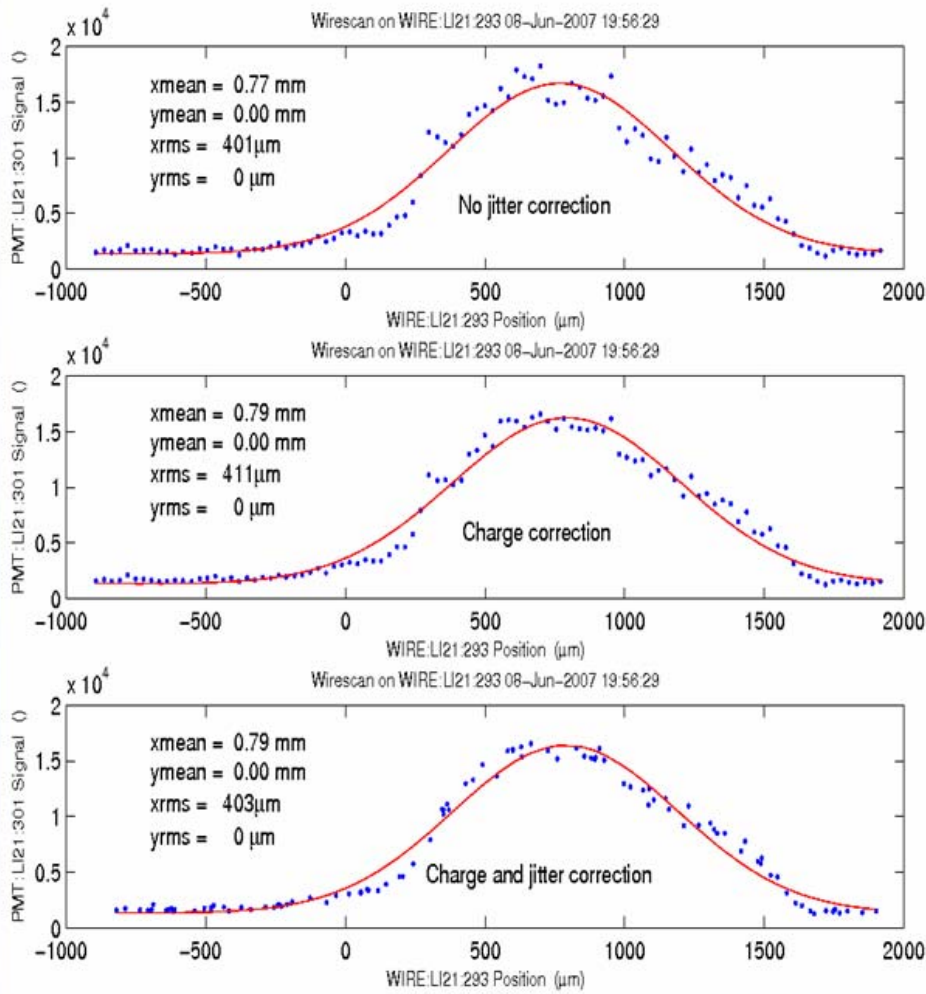 Wirescan on WIRE:LI21:293 08-Jun-2007 19:56:29
x 10^4
2
1.5
1
0.5
0
PMT:LI21:301 Signal ()
xmean = 0.77 mm
ymean = 0.00 mm
xrms = 401μm
yrms = 0 μm
No jitter correction
-1000 -500 0 500 1000 1500 2000
WIRE:LI21:293 Position (μm)
Wirescan on WIRE:LI21:293 08-Jun-2007 19:56:29
x 10^4
2
1.5
1
0.5
0
PMT:LI21:301 Signal ()
xmean = 0.79 mm
ymean = 0.00 mm
xrms = 411μm
yrms = 0 μm
Charge correction
-1000 -500 0 500 1000 1500 2000
WIRE:LI21:293 Position (μm)
Wirescan on WIRE:LI21:293 08-Jun-2007 19:56:29
x 10^4
2
1.5
1
0.5
0
PMT:LI21:301 Signal ()
xmean = 0.79 mm
ymean = 0.00 mm
xrms = 403μm
yrms = 0 μm
Charge and jitter correction
-1000 -500 0 500 1000 1500 2000
WIRE:LI21:293 Position (μm)